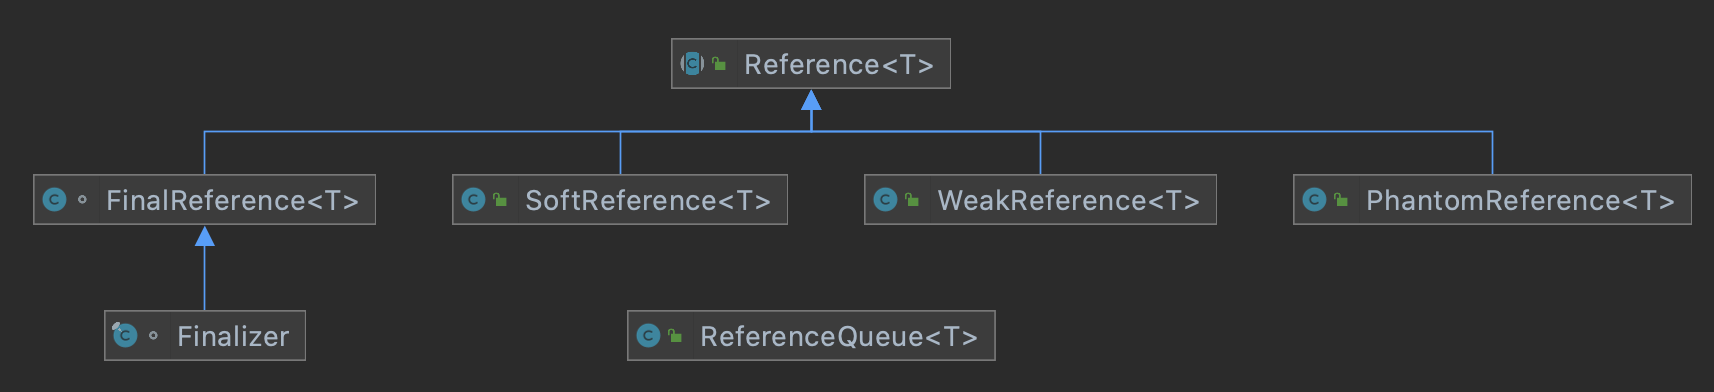 Reference<T>
FinalReference<T>
SoftReference<T>
WeakReference<T>
PhantomReference<T>
Finalizer
ReferenceQueue<T>